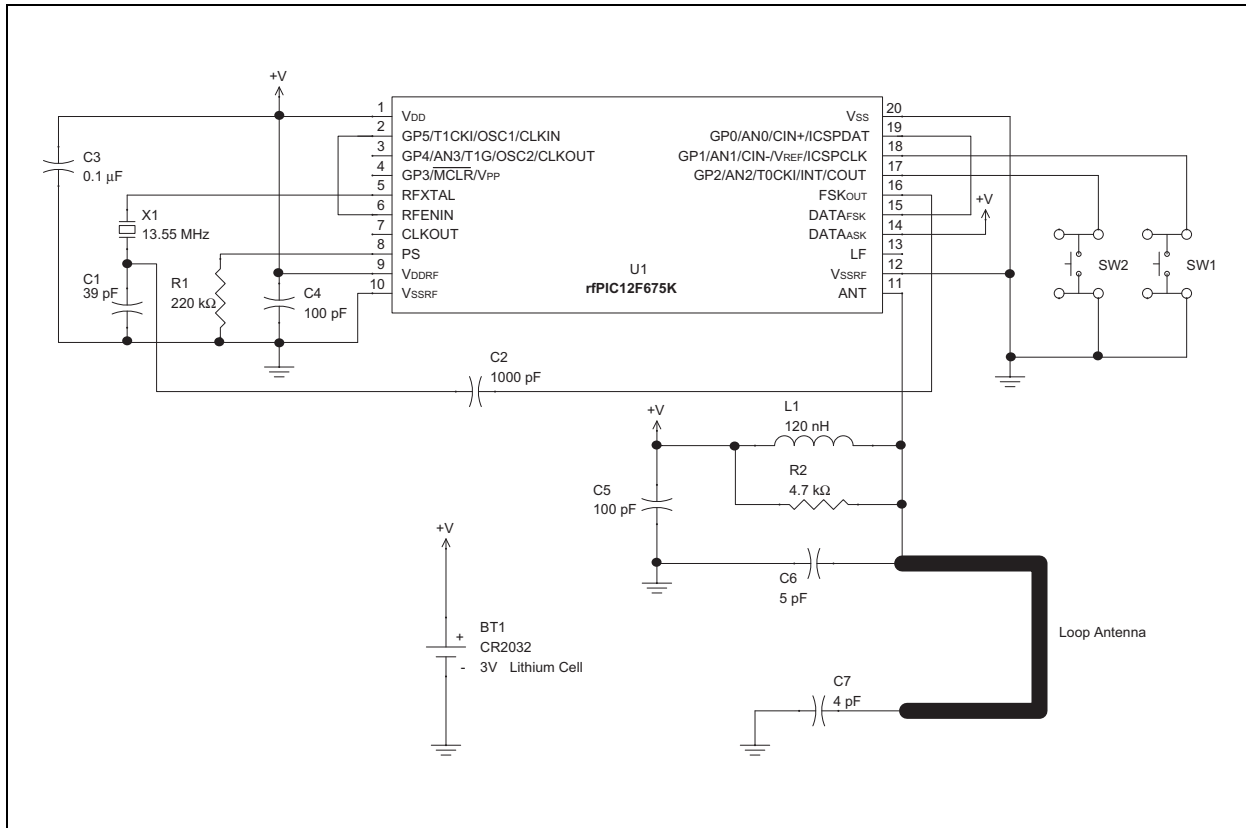 +V
C3
0.1 µF
X1
13.55 MHz
C1
39 pF
R1
220 kΩ
C4
100 pF
1 VDD
2 GP5/T1CKI/OSC1/CLKIN
3 GP4/AN3/T1G/OSC2/CLKOUT
4 GP3/MCLR/VPP
5 RFXTAL
6 RFENIN
7 CLKOUT
8 PS
9 VDDRF
10 VSSRF
U1
rfPIC12F675K
VSS 20
GP0/AN0/CIN+/ICSPDAT 19
GP1/AN1/CIN-/VREF/ICSPCLK 18
GP2/AN2/T0CKI/INT/COUT 17
FSKOUT 16
DATAFSK 15
DATAASK 14
LF 13
VSSRF 12
ANT 11
+V
SW2
SW1
C2
1000 pF
+V
L1
120 nH
R2
4.7 kΩ
C5
100 pF
C6
5 pF
+V
+
BT1
CR2032
- 3V Lithium Cell
Loop Antenna
C7
4 pF